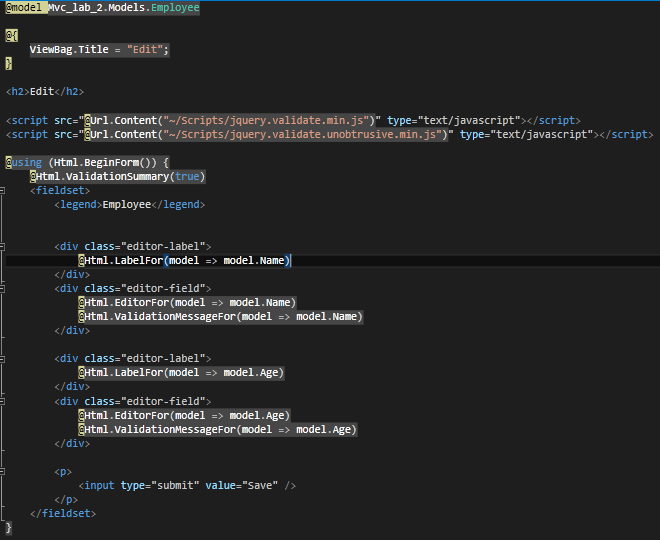 @model Mvc_lab_2.Models.Employee
@{
    ViewBag.Title = "Edit";
}
<h2>Edit</h2>
<script src="@Url.Content("~/Scripts/jquery.validate.min.js")" type="text/javascript"></script>
<script src="@Url.Content("~/Scripts/jquery.validate.unobtrusive.min.js")" type="text/javascript"></script>
@using (Html.BeginForm()) {
    @Html.ValidationSummary(true)
    <fieldset>
        <legend>Employee</legend>
        <div class="editor-label">
            @Html.LabelFor(model => model.Name)
        </div>
        <div class="editor-field">
            @Html.EditorFor(model => model.Name)
            @Html.ValidationMessageFor(model => model.Name)
        </div>
        <div class="editor-label">
            @Html.LabelFor(model => model.Age)
        </div>
        <div class="editor-field">
            @Html.EditorFor(model => model.Age)
            @Html.ValidationMessageFor(model => model.Age)
        </div>
        <p>
            <input type="submit" value="Save" />
        </p>
    </fieldset>
}